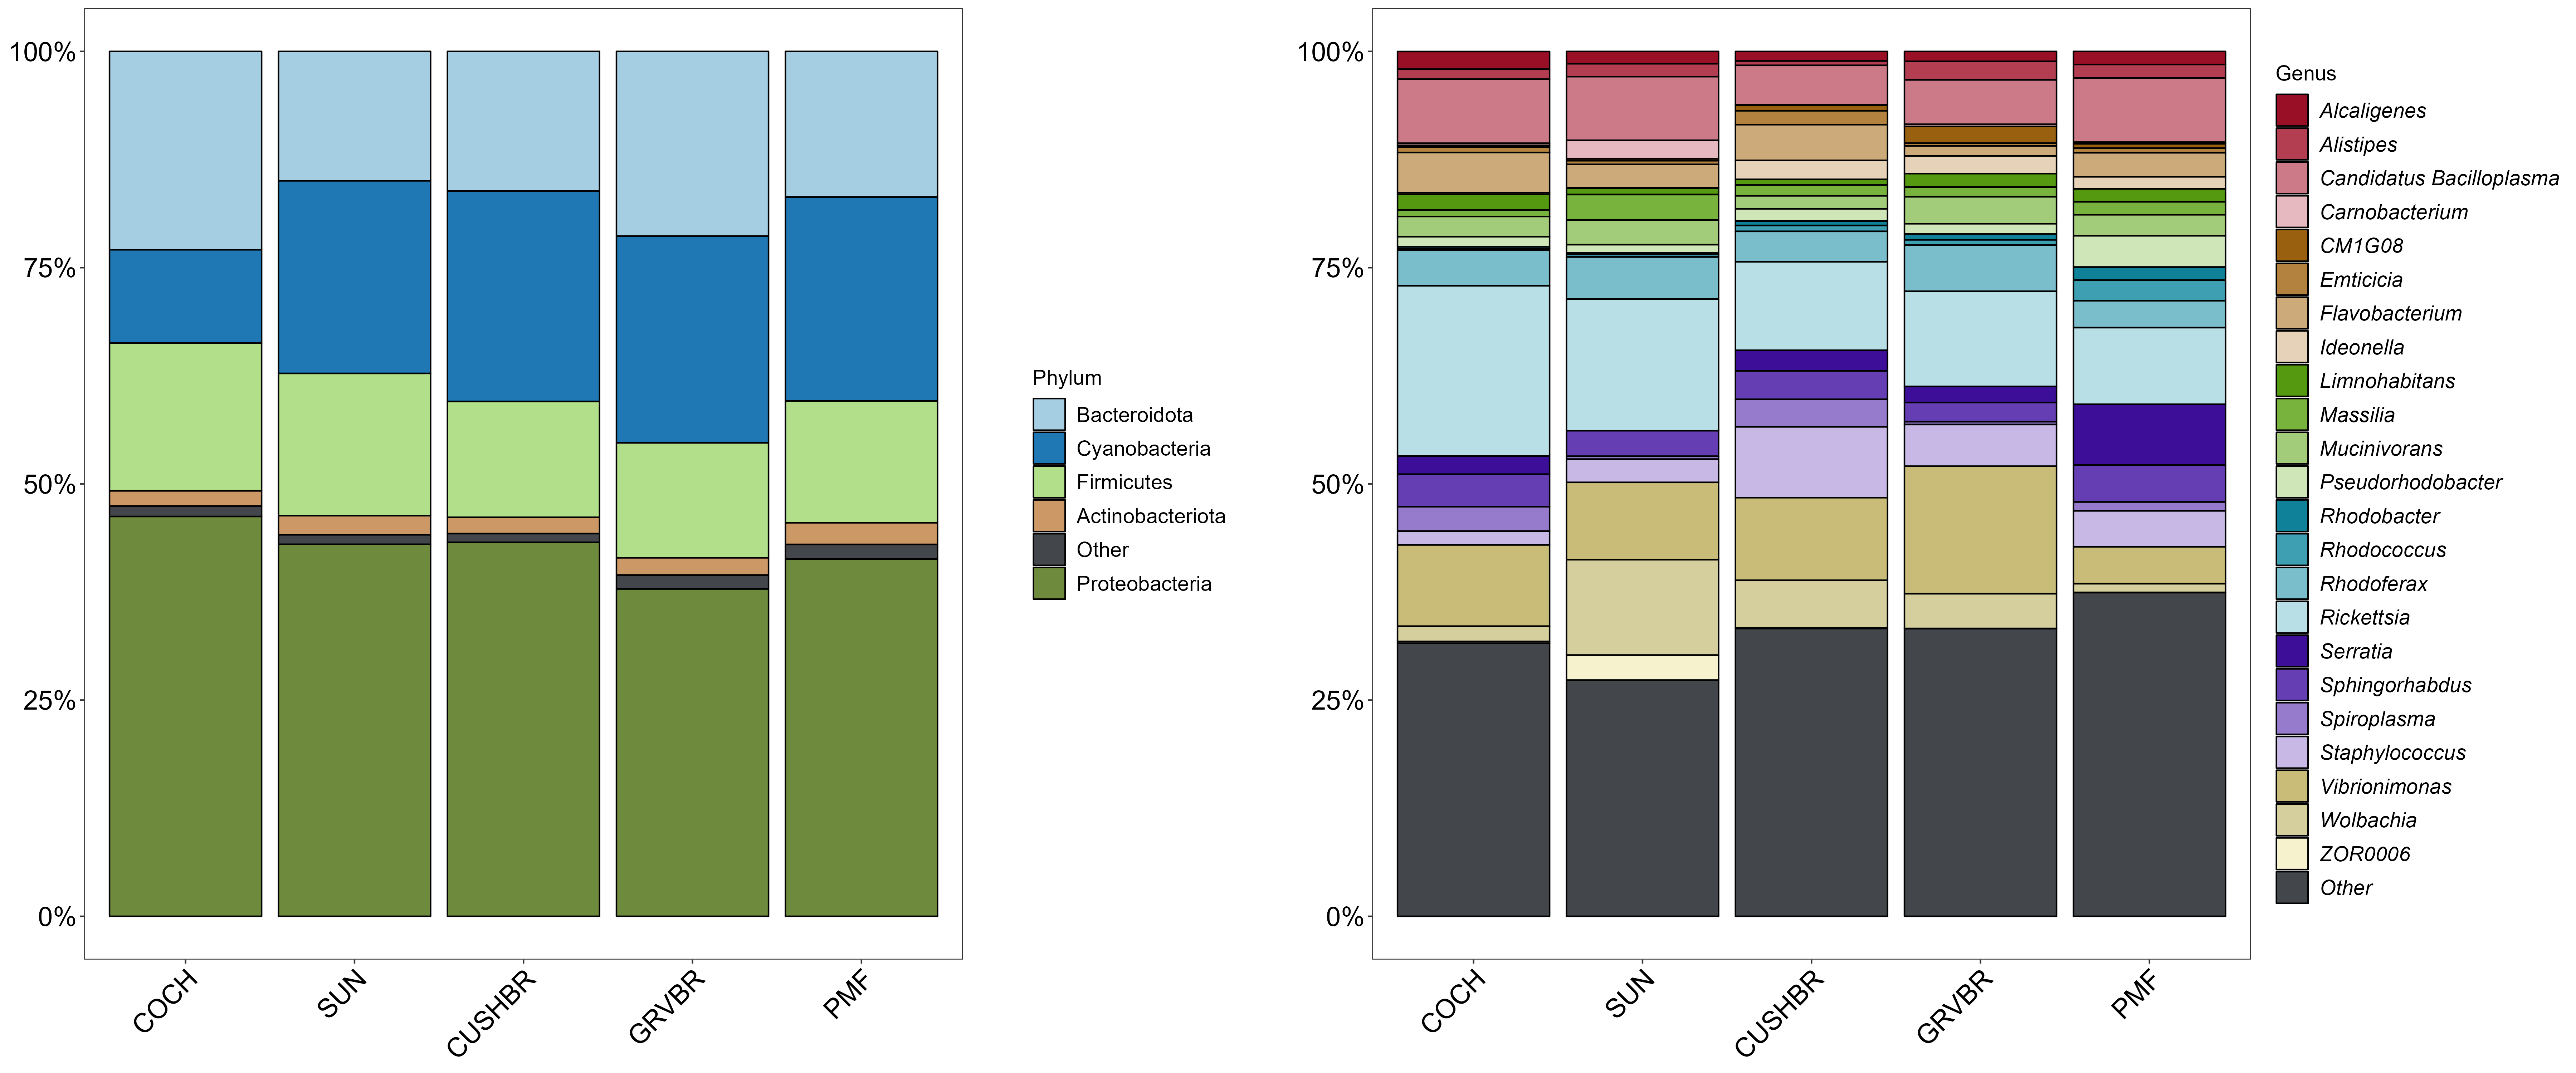 100%
75%
50%
25%
0%
COCH
SUN
CUSHBR
GRVBR
PMF
Phylum
Bacteroidota
Cyanobacteria
Firmicutes
Actinobacteriota
Other
Proteobacteria
100%
75%
50%
25%
0%
COCH
SUN
CUSHBR
GRVBR
PMF
Genus
Alcaligenes
Alistipes
Candidatus Bacilloplasma
Carnobacterium
CM1G08
Emticicia
Flavobacterium
Ideonella
Limnohabitans
Massilia
Mucinivorans
Pseudorhodobacter
Rhodobacter
Rhodococcus
Rhodoferax
Rickettsia
Serratia
Sphingorhabdus
Spiroplasma
Staphylococcus
Vibrionimonas
Wolbachia
ZOR0006
Other